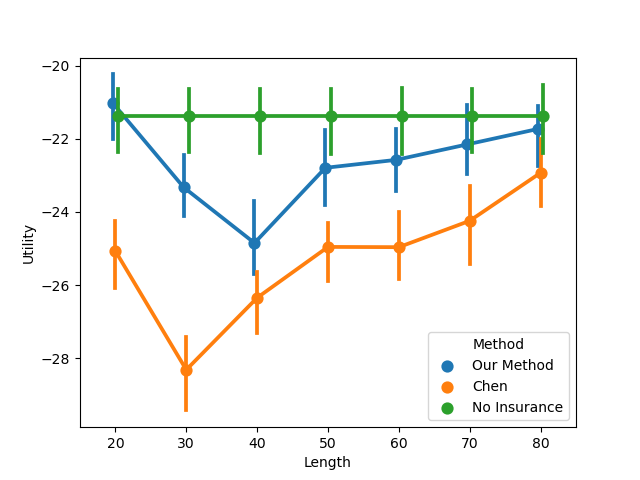 −20
−22
−24
−26
−28
Utility
20 30 40 50 60 70 80
Length
Method
Our Method
Chen
No Insurance